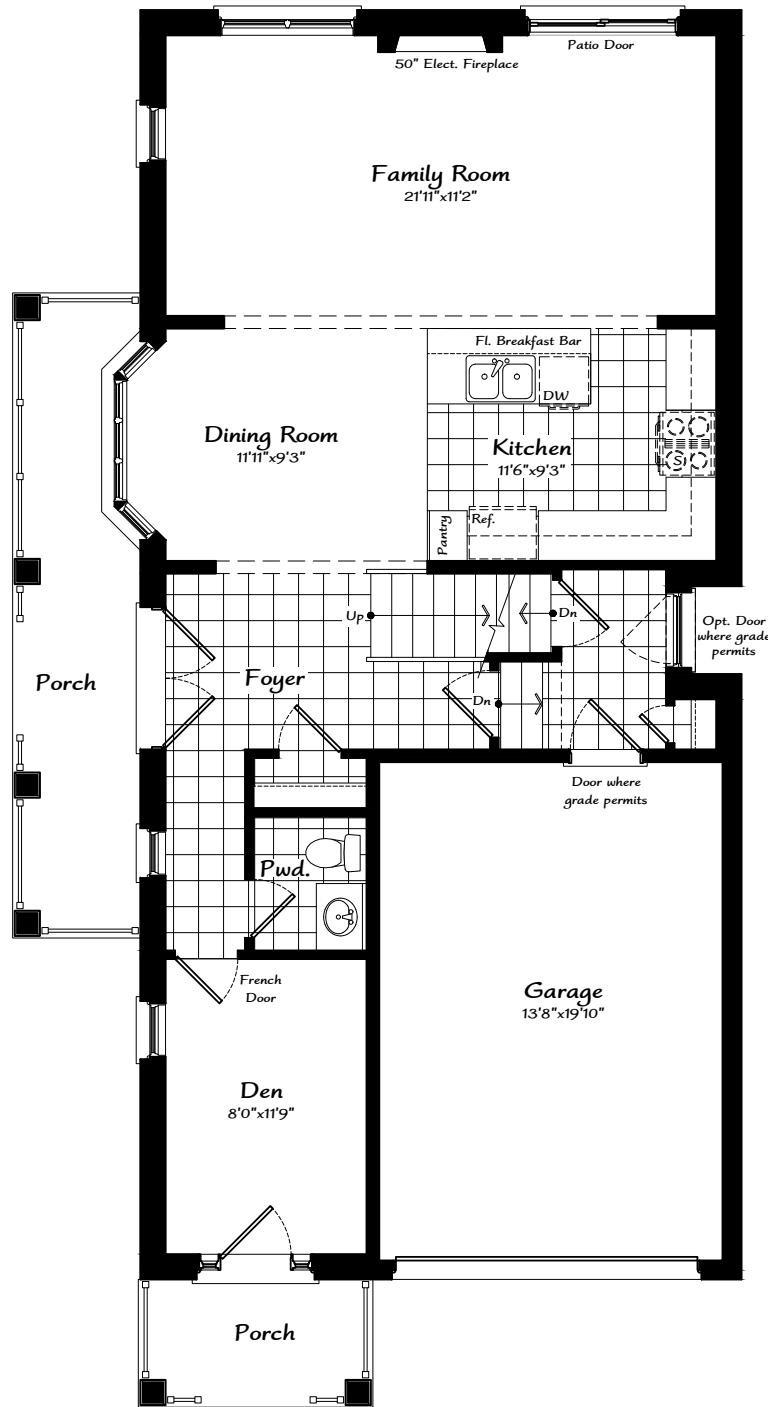 Patio Door
50" Elect. Fireplace
Family Room
21'11"x11'2"
Fl. Breakfast Bar
DW
Dining Room
11'11"x9'3"
Kitchen
11'6"x9'3"
S
Pantry
Ref.
Up
Dn
Opt. Door
where grade
permits
Porch
Foyer
Dn
Door where
grade permits
Pwd.
French
Door
Garage
13'8"x19'10"
Den
8'0"x11'9"
Porch